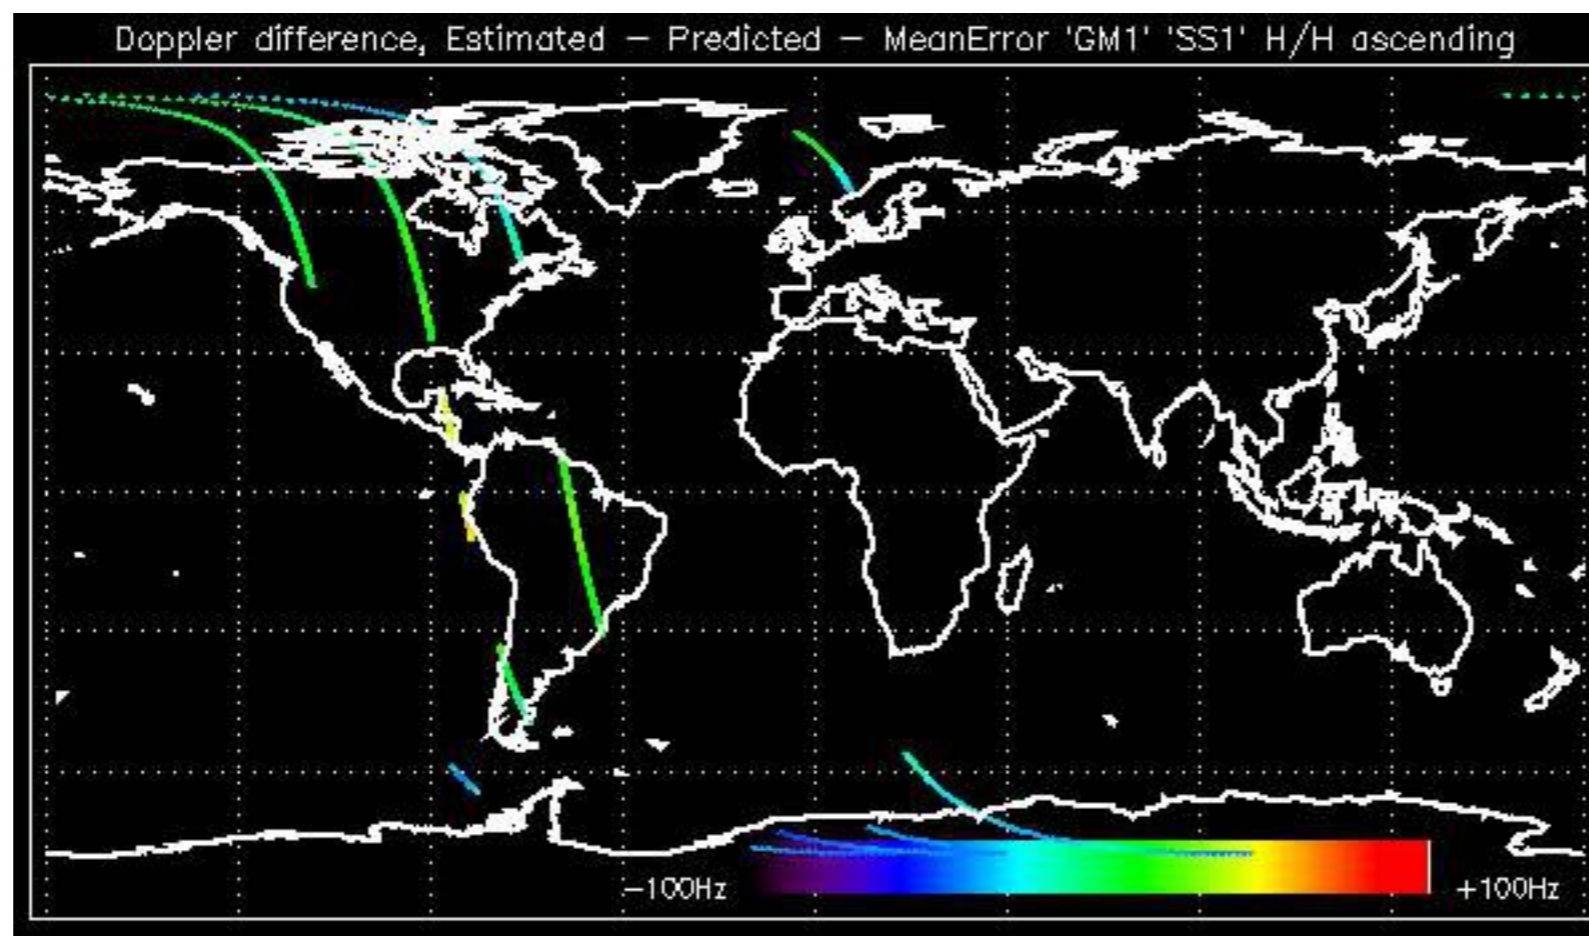 Doppler difference, Estimated – Predicted – MeanError 'GM1' 'SS1' H/H ascending
–100Hz
+100Hz